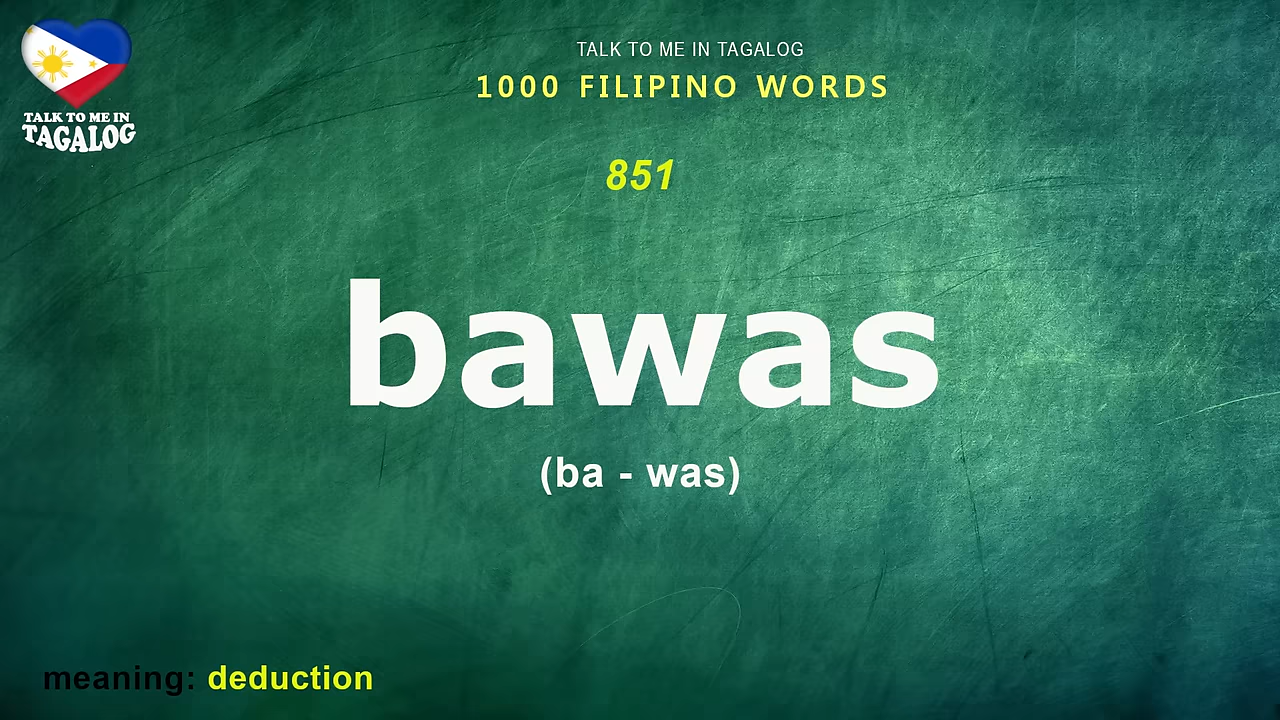 TALK TO ME IN
TAGALOG
TALK TO ME IN TAGALOG
1000 FILIPINO WORDS
851
bawas
(ba - was)
meaning: deduction